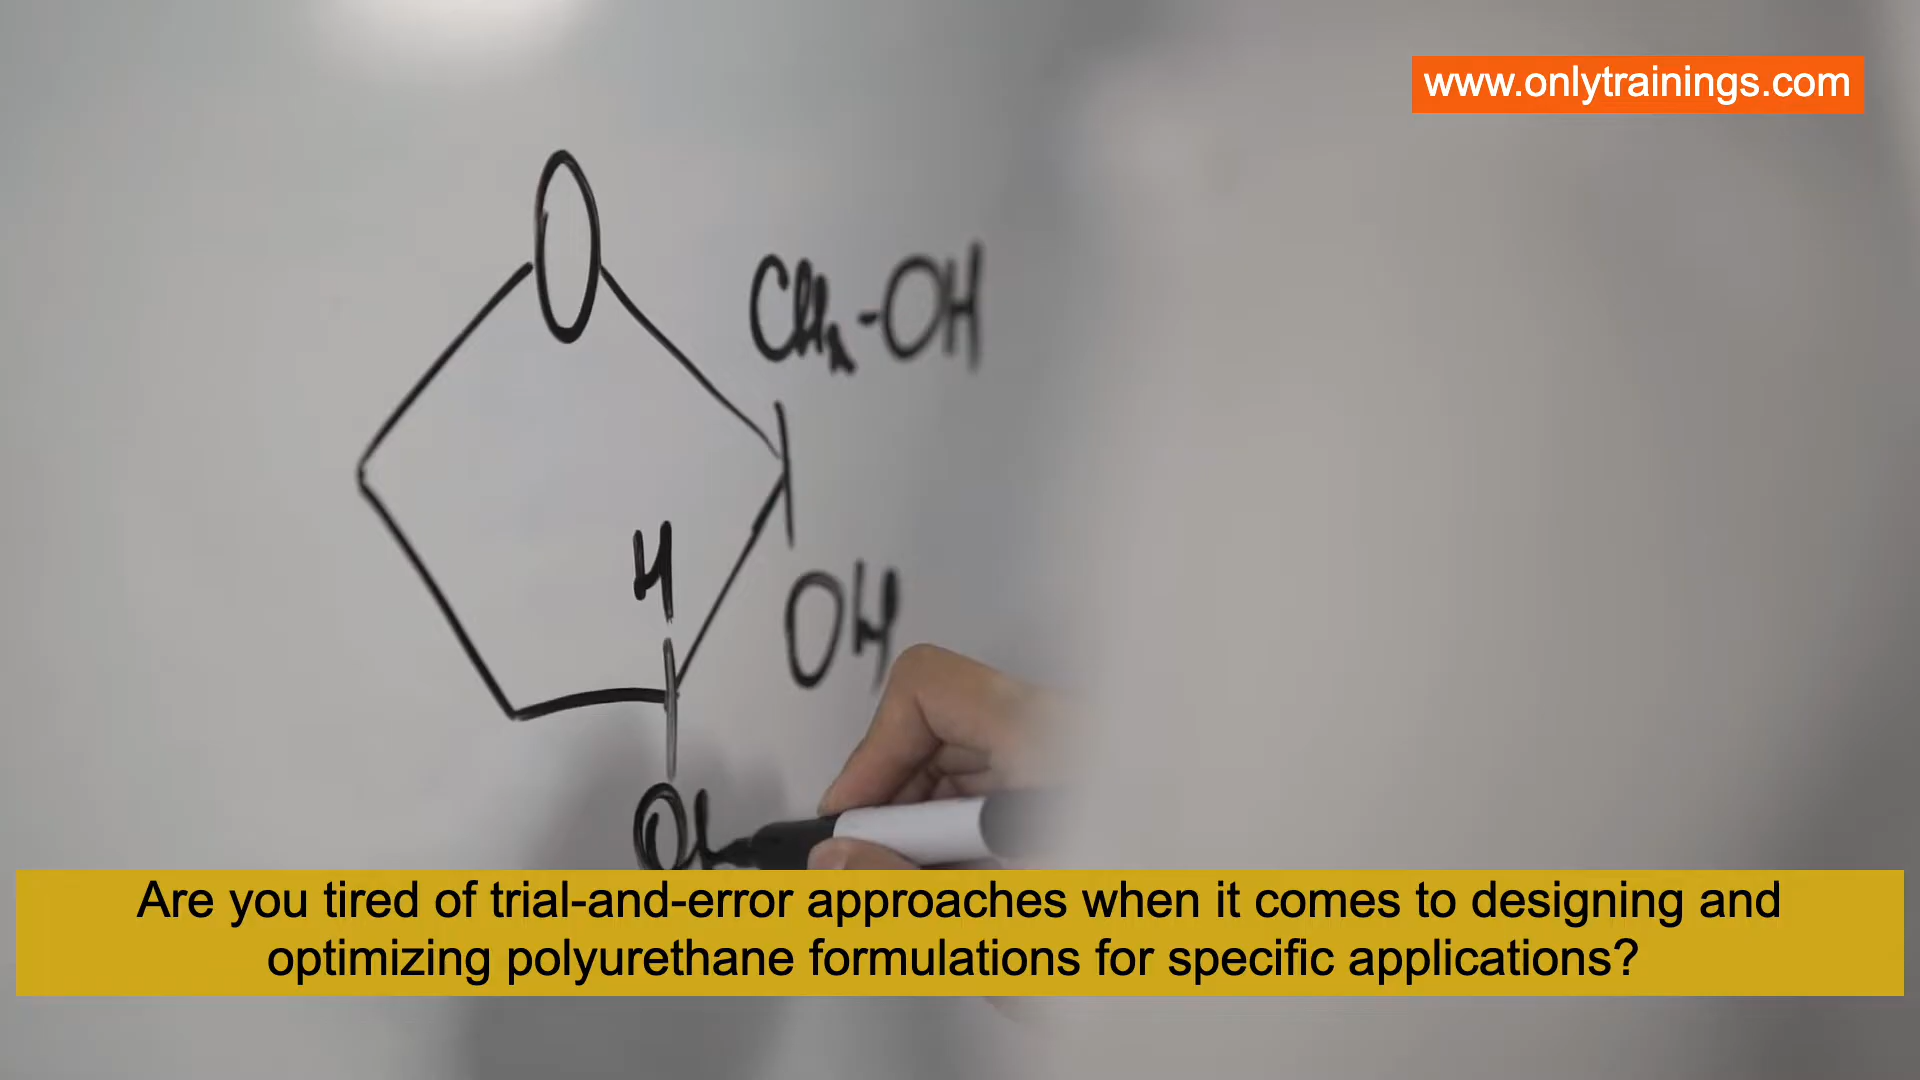 www.onlytrainings.com
O
CH₂-OH
H
OH
Are you tired of trial-and-error approaches when it comes to designing and
optimizing polyurethane formulations for specific applications?